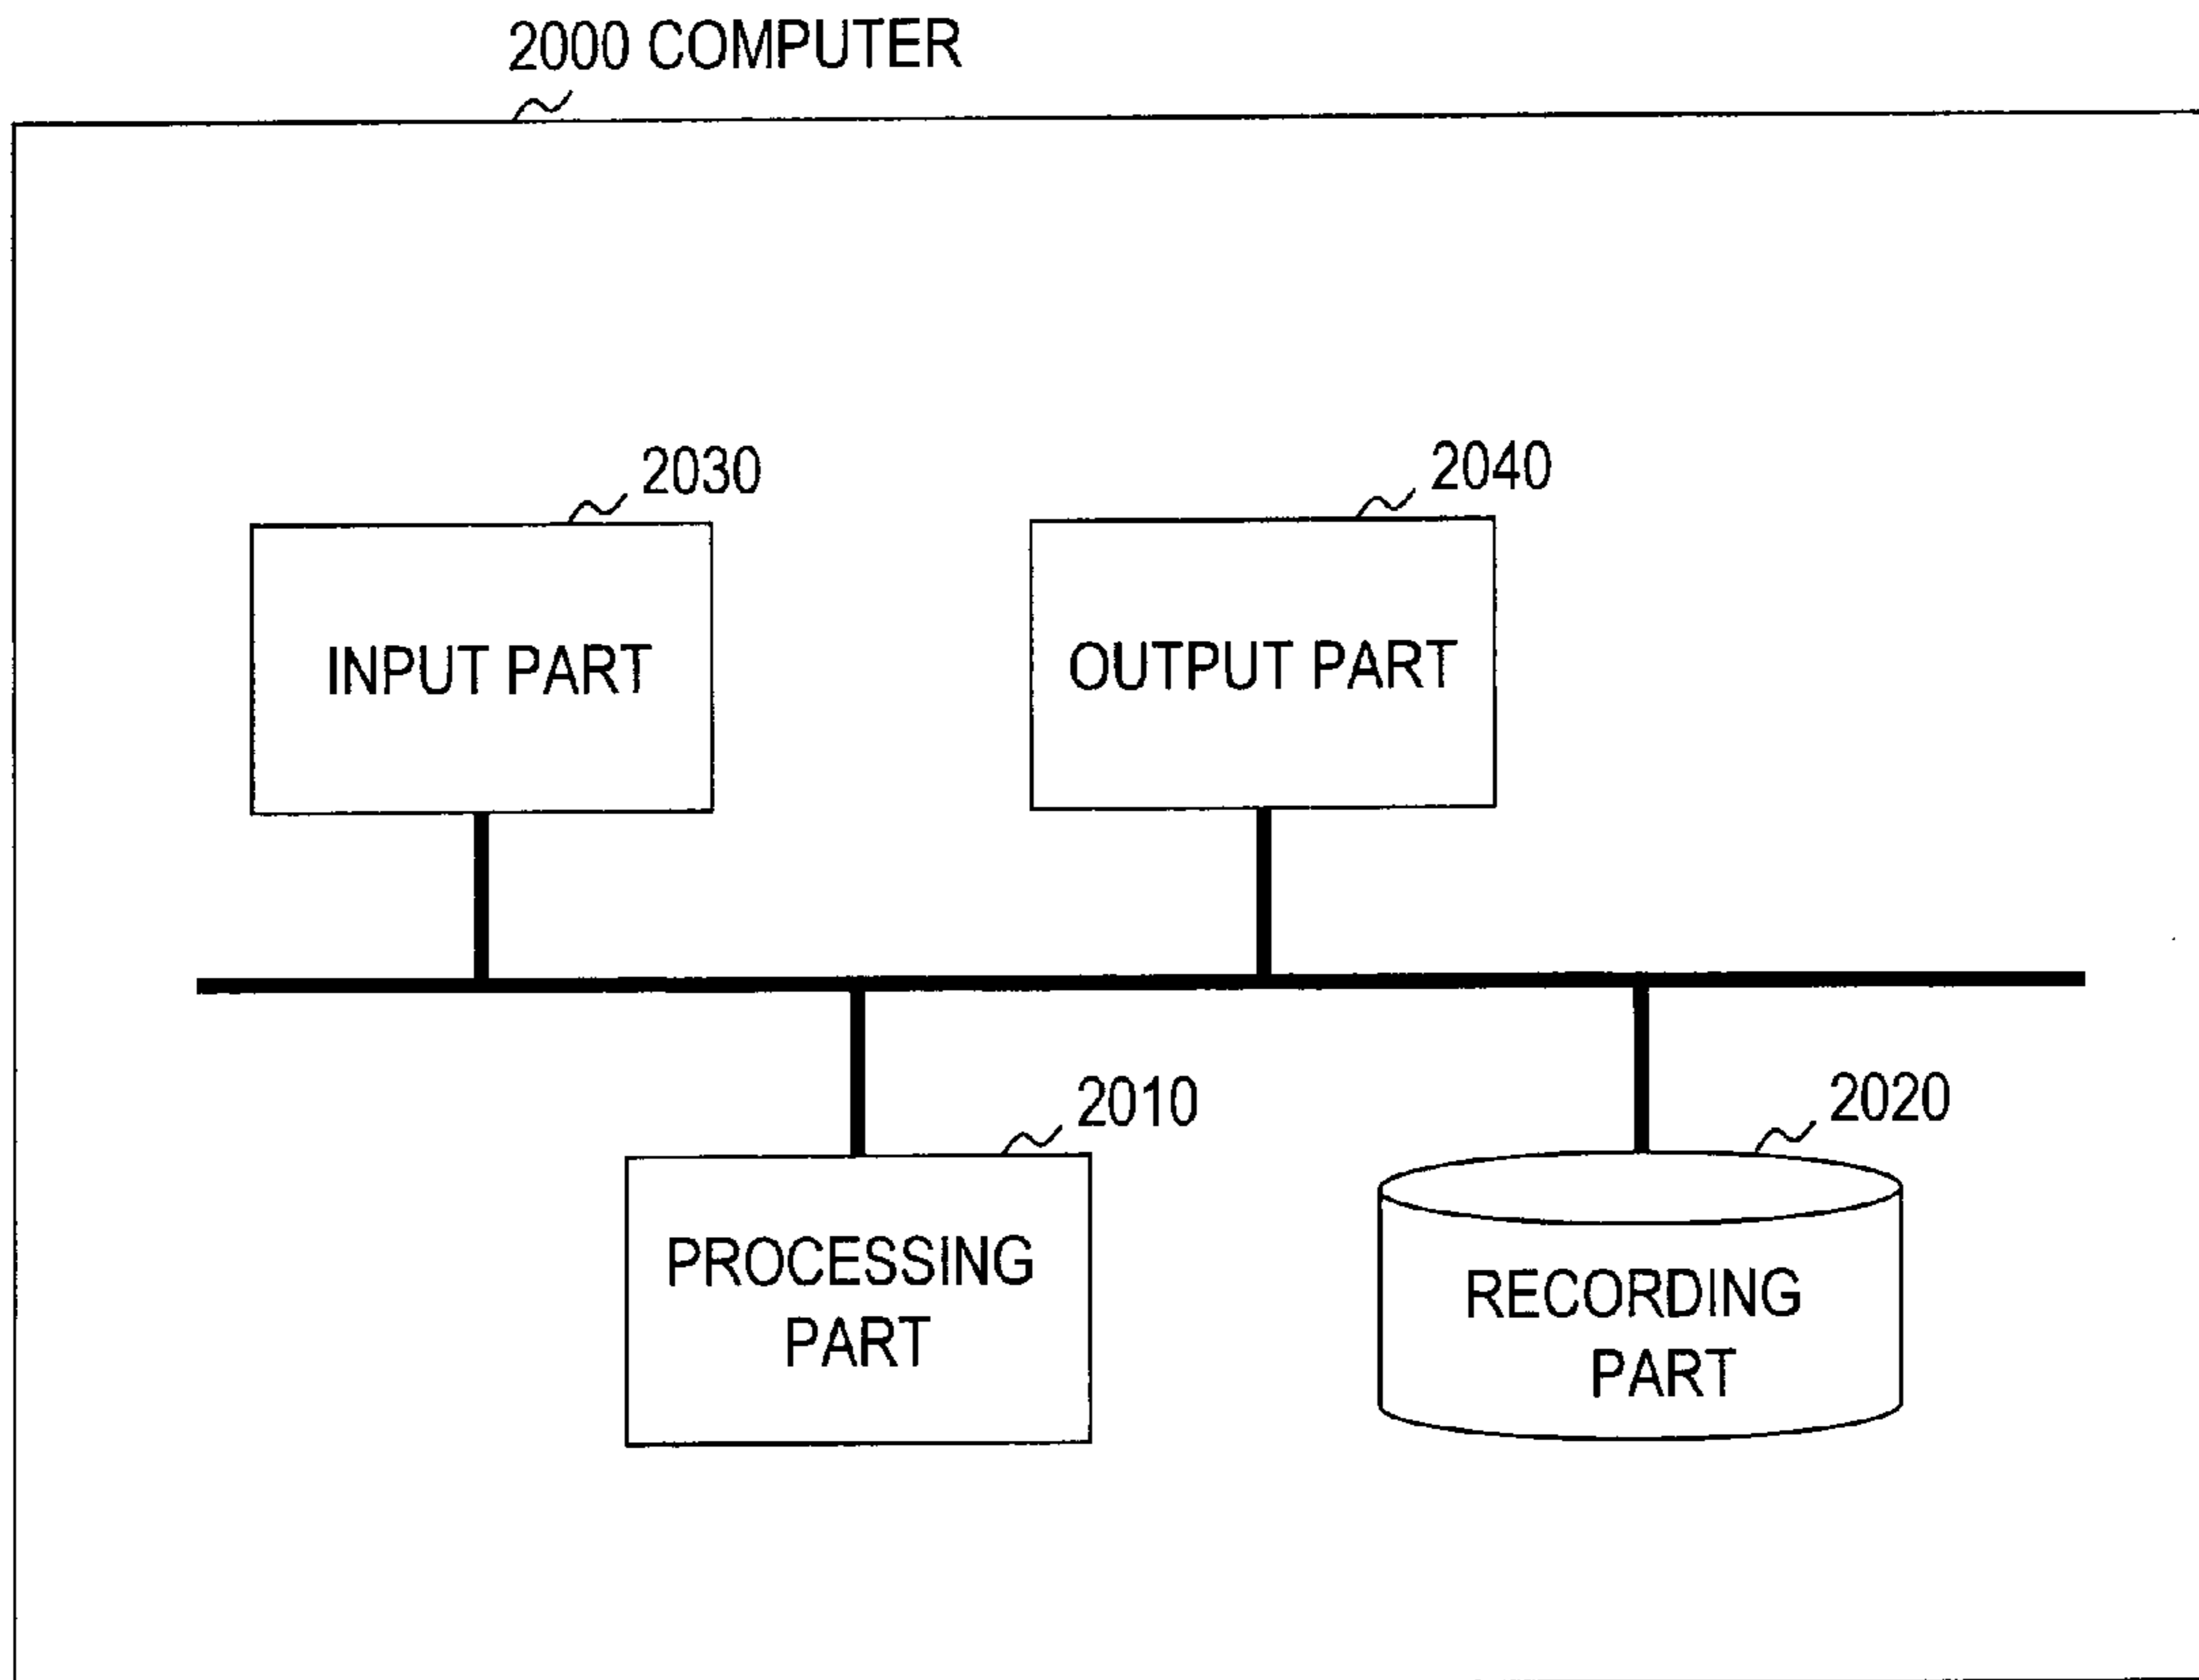 2000 COMPUTER
2030
2040
INPUT PART
OUTPUT PART
2010
2020
PROCESSING
PART
RECORDING
PART